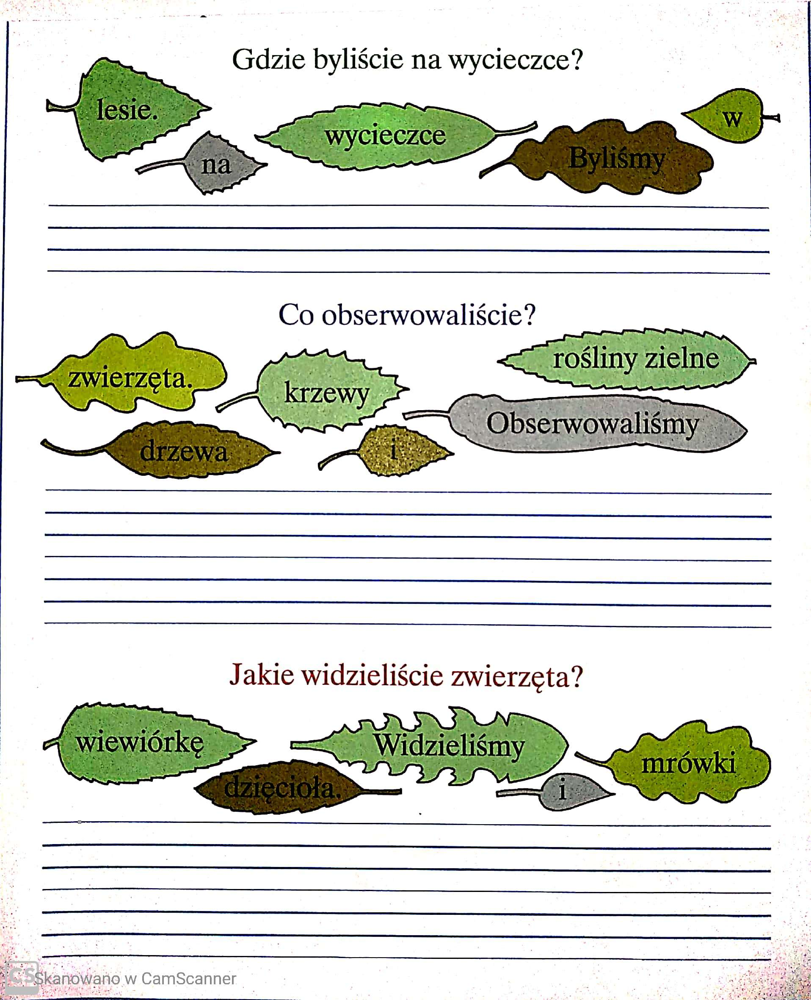 Gdzie byliście na wycieczce?
lesie.
na
wycieczce
Byliśmy
w
Co obserwowaliście?
zwierzęta.
krzewy
rośliny zielne
Obserwowaliśmy
drzewa
i
Jakie widzieliście zwierzęta?
wiewiórkę
Widzieliśmy
mrówki
dzięcioła.
i
CS Skanowano w CamScanner